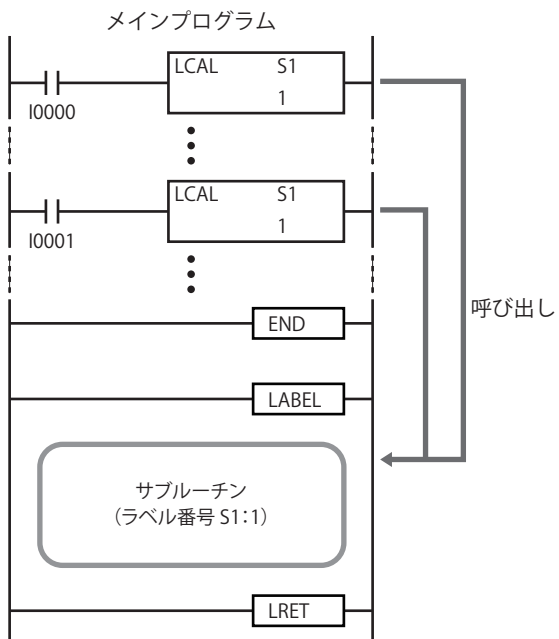 メインプログラム
LCAL S1
1
I0000
LCAL S1
1
I0001
呼び出し
END
LABEL
サブルーチン
(ラベル番号 S1:1)
LRET